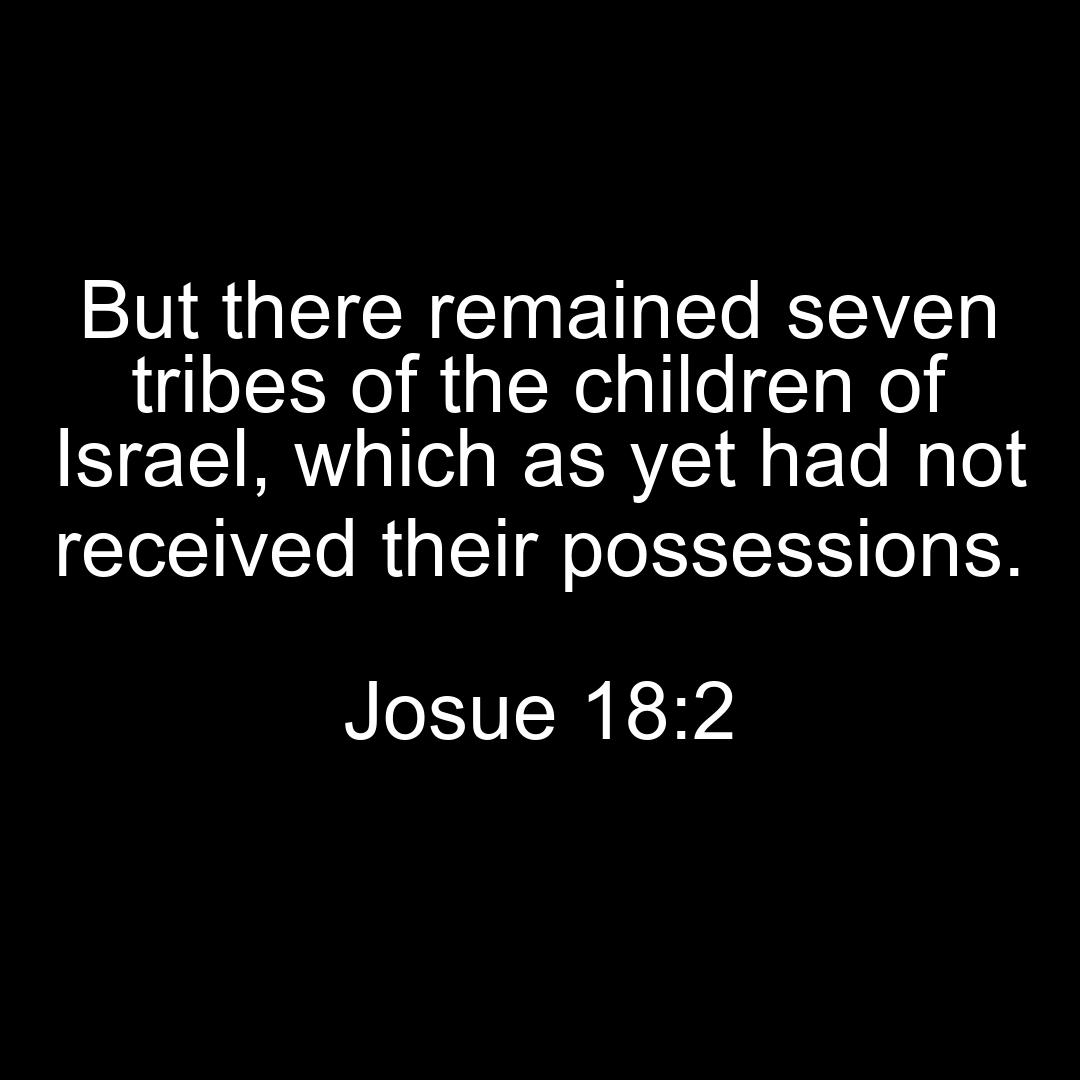 But there remained seven
tribes of the children of
Israel, which as yet had not
received their possessions.
Josue 18:2